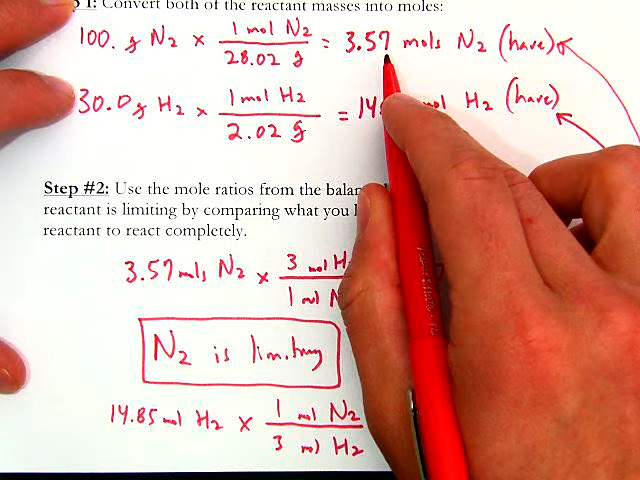 1: Convert both of the reactant masses into moles:
100. g N2 × 1 mol N2 / 28.02 g = 3.57 mols N2 (have)
30.0g H2 × 1 mol H2 / 2.02 g = 14 mol H2 (have)
Step #2: Use the mole ratios from the balan
reactant is limiting by comparing what you
reactant to react completely.
3.57 mols N2 × 3 mol H / 1 mol N
N2 is limiting
14.85 mol H2 × 1 mol N2 / 3 mol H2